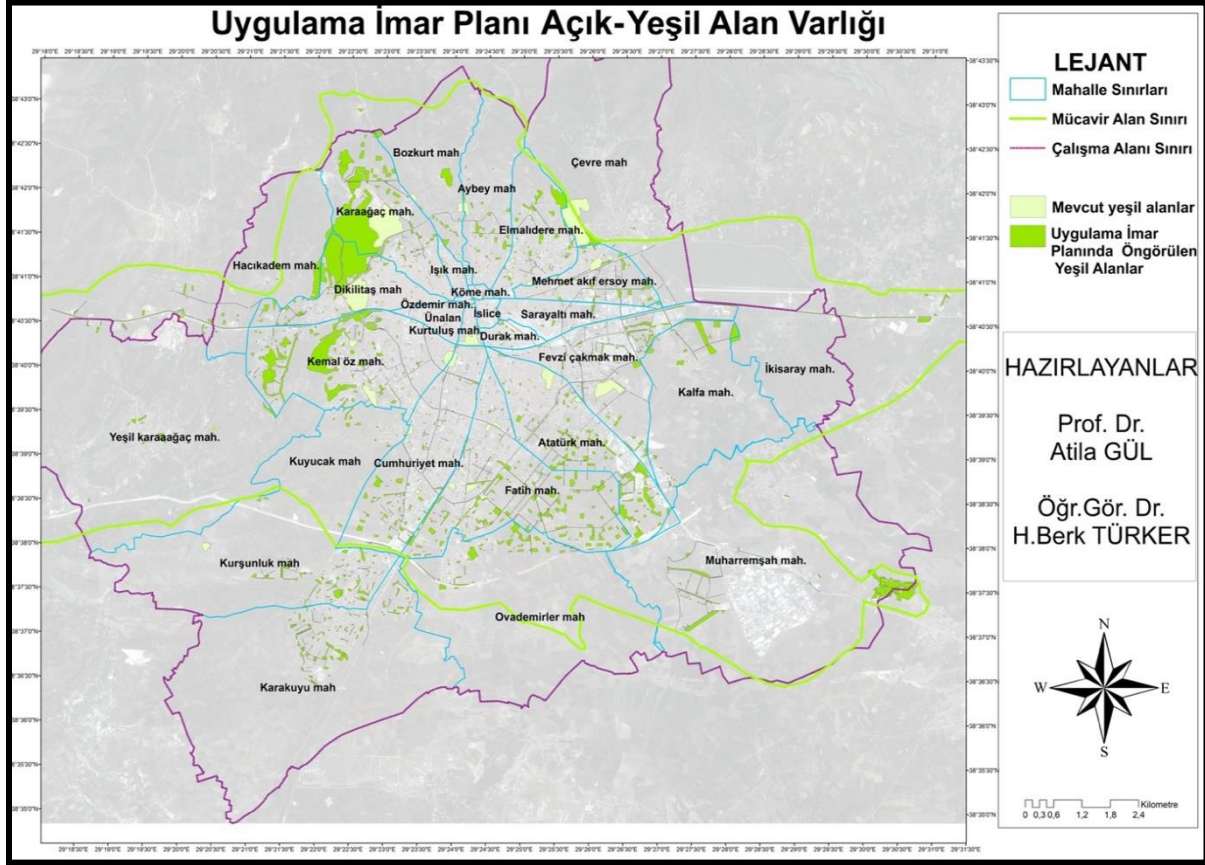 Uygulama İmar Planı Açık-Yeşil Alan Varlığı
LEJANT
Mahalle Sınırları
Mücavir Alan Sınırı
Çalışma Alanı Sınırı
Mevcut yeşil alanlar
Uygulama İmar
Planında Öngörülen
Yeşil Alanlar
HAZIRLAYANLAR
Prof. Dr.
Atila GÜL
Öğr.Gör. Dr.
H.Berk TÜRKER
N
W E
S
Kilometre
0 0,3 0,6 1,2 1,8 2,4
Bozkurt mah
Çevre mah
Aybey mah
Karaağaç mah.
Elmalıdere mah.
Hacıkadem mah.
Işık mah.
Mehmet akıf ersoy mah.
Dikilitaş mah
Köme mah.
Özdemir mah.
İslice
Ünalan
Sarayaltı mah.
Kurtuluş mah.
Durak mah.
Kemal öz mah.
Fevzi çakmak mah.
İkisaray mah.
Kalfa mah.
Yeşil karaaağaç mah.
Atatürk mah.
Kuyucak mah
Cumhuriyet mah.
Fatih mah.
Kurşunluk mah
Muharremşah mah.
Ovademirler mah
Karakuyu mah